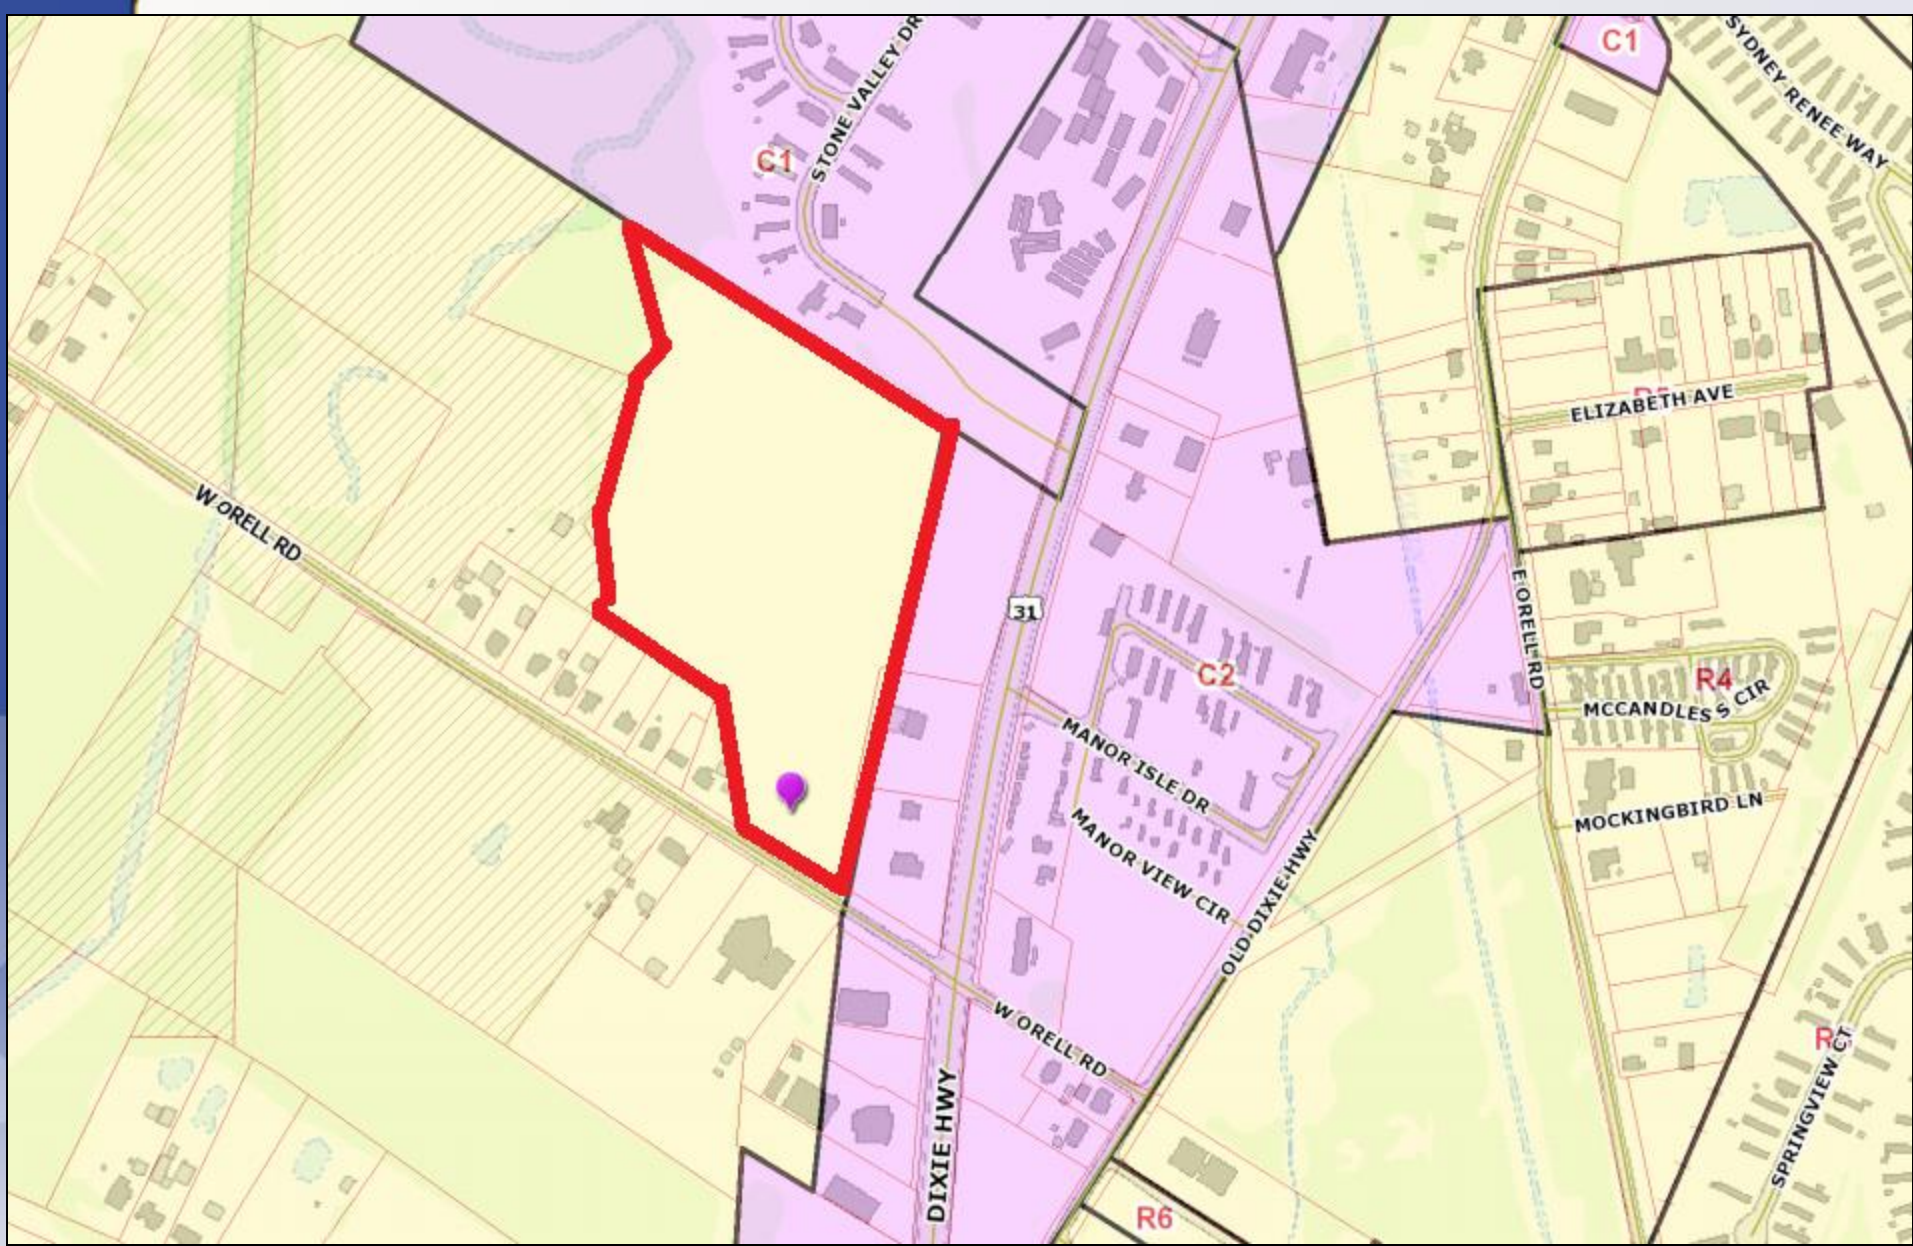 C1
SYDNEY RENEE WAY
STONE VALLEY DR
C1
ELIZABETH AVE
W ORELL RD
31
E ORELL RD
C2
R4
MCCANDLESS CIR
MANOR ISLE DR
MOCKINGBIRD LN
MANOR VIEW CIR
OLD DIXIE HWY
W ORELL RD
SPRINGVIEW CT
DIXIE HWY
R6